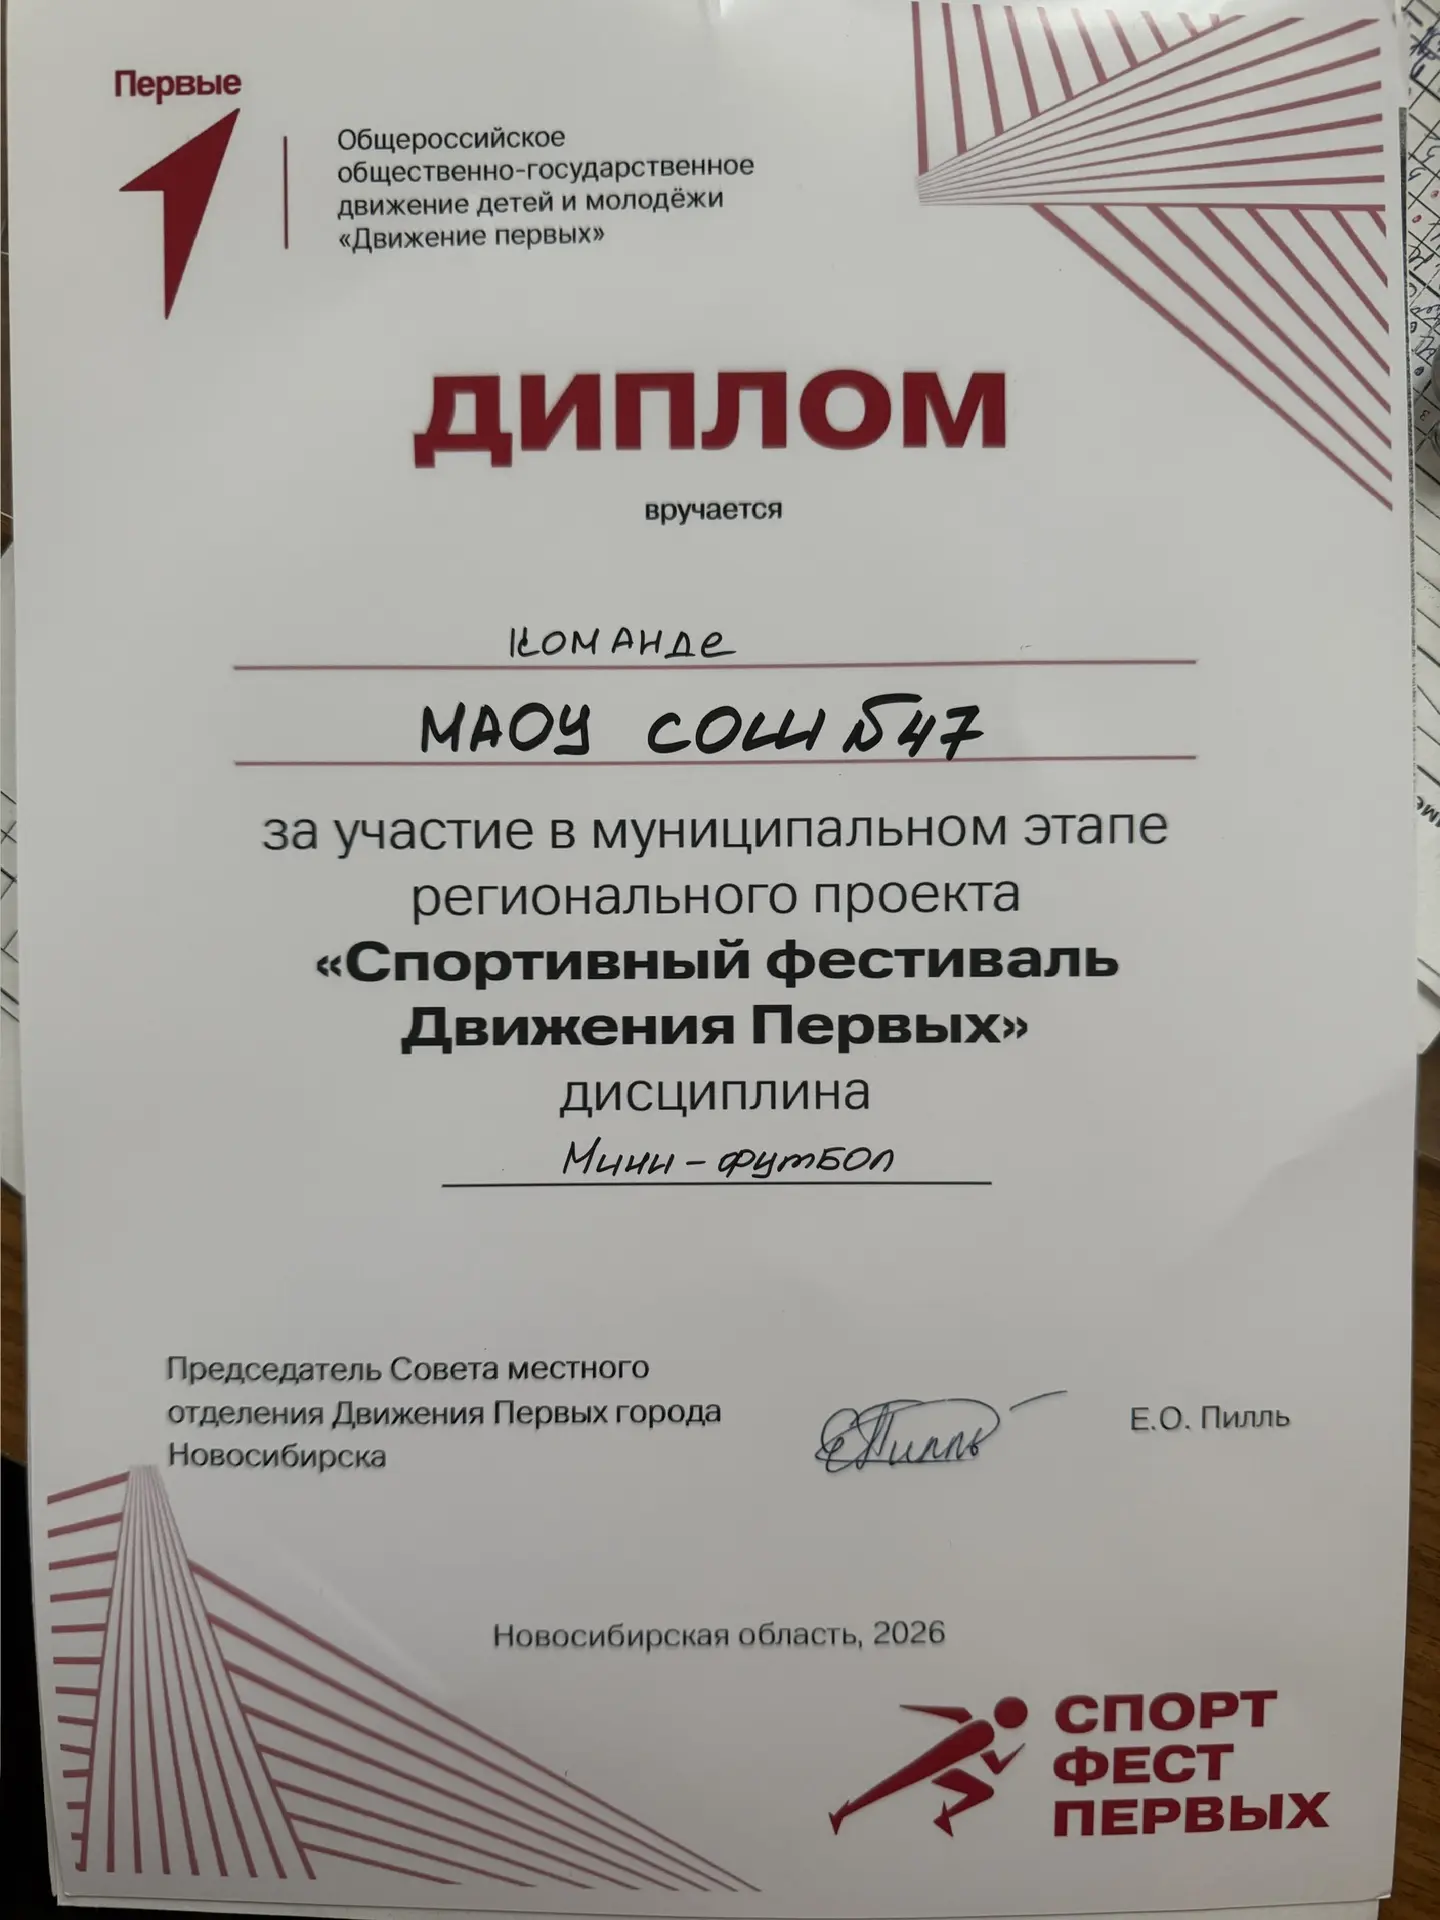 Первые
Общероссийское
общественно-государственное
движение детей и молодёжи
«Движение первых»
ДИПЛОМ
вручается
команде
МАОУ СОШ №47
за участие в муниципальном этапе
регионального проекта
«Спортивный фестиваль
Движения Первых»
дисциплина
Мини-футбол
Председатель Совета местного
отделения Движения Первых города
Новосибирска
ЕПилль
Е.О. Пилль
Новосибирская область, 2026
СПОРТ
ФЕСТ
ПЕРВЫХ